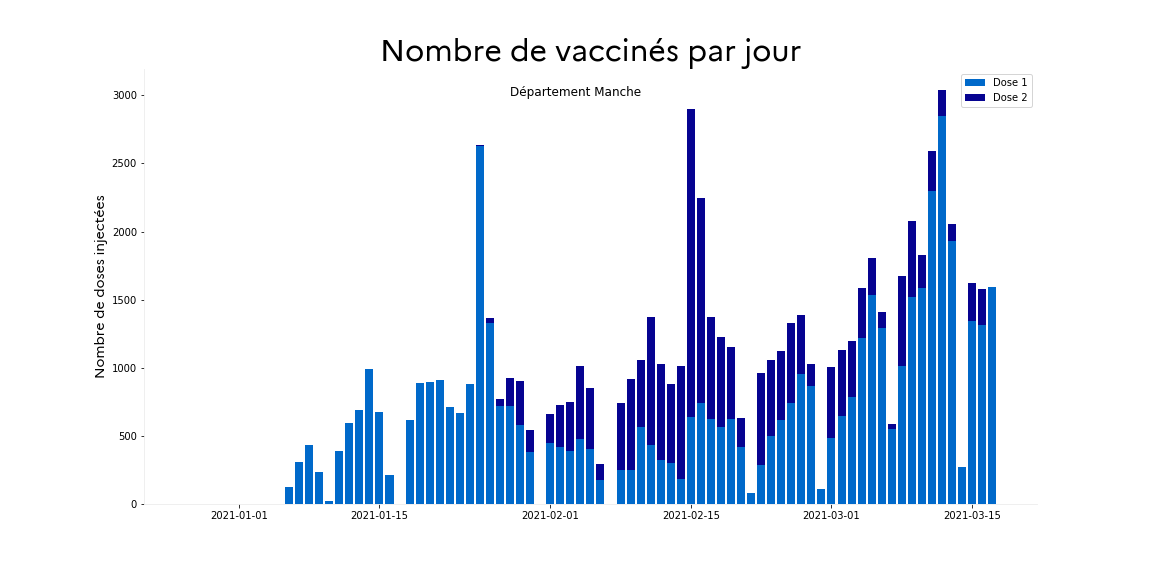 Nombre de vaccinés par jour
Département Manche
Dose 1
Dose 2
Nombre de doses injectées
3000
2500
2000
1500
1000
500
0
2021-01-01
2021-01-15
2021-02-01
2021-02-15
2021-03-01
2021-03-15